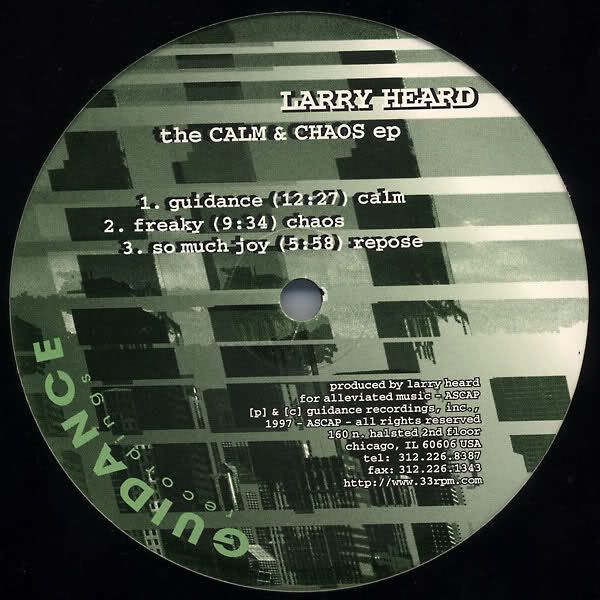 LARRY HEARD
the CALM & CHAOS ep
1. guidance (12:27) calm
2. freaky (9:34) chaos
3. so much joy (5:58) repose
GUIDANCE
recordings
produced by larry heard
for alleviated music - ASCAP
[p] & [c] guidance recordings, inc.,
1997 - ASCAP - all rights reserved
160 n. halsted 2nd floor
chicago, IL 60606 USA
tel: 312.226.8387
fax: 312.226.1343
http://www.33rpm.com